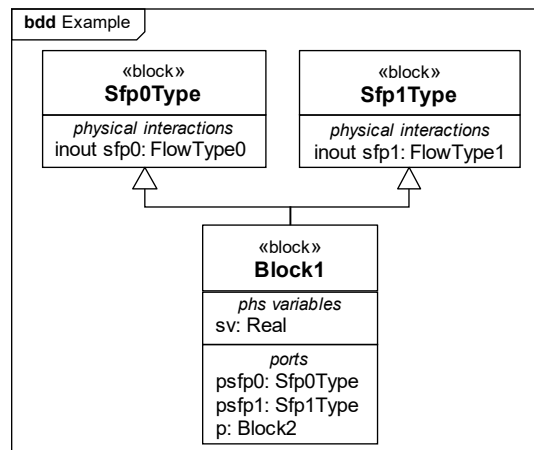 bdd Example
«block»
Sfp0Type
physical interactions
inout sfp0: FlowType0
«block»
Sfp1Type
physical interactions
inout sfp1: FlowType1
«block»
Block1
phs variables
sv: Real
ports
psfp0: Sfp0Type
psfp1: Sfp1Type
p: Block2